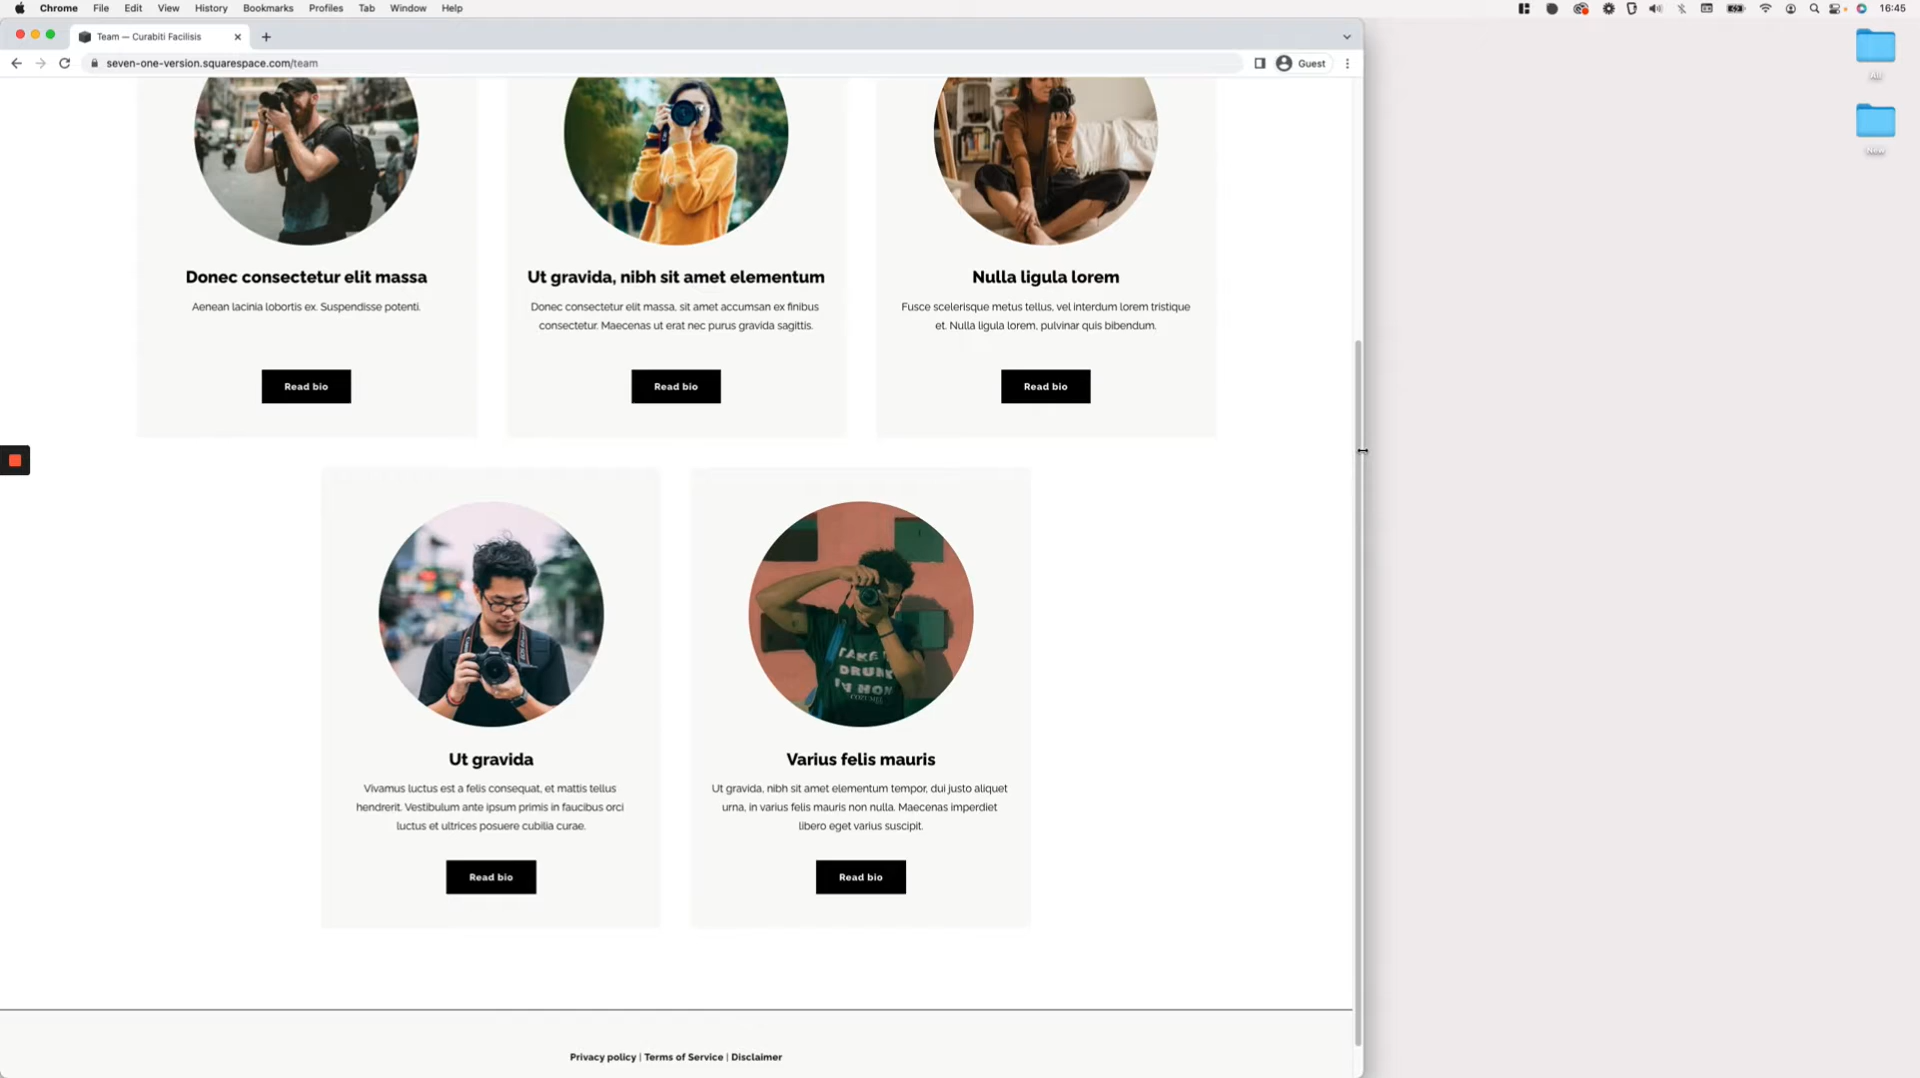 Chrome File Edit View History Bookmarks Profiles Tab Window Help
16:45
Team — Curabiti Facilisis
seven-one-version.squarespace.com/team
Guest
All
New
Donec consectetur elit massa
Aenean lacinia lobortis ex. Suspendisse potenti.
Read bio
Ut gravida, nibh sit amet elementum
Donec consectetur elit massa, sit amet accumsan ex finibus
consectetur. Maecenas ut erat nec purus gravida sagittis.
Read bio
Nulla ligula lorem
Fusce scelerisque metus tellus, vel interdum lorem tristique
et. Nulla ligula lorem, pulvinar quis bibendum.
Read bio
Ut gravida
Vivamus luctus est a felis consequat, et mattis tellus
hendrerit. Vestibulum ante ipsum primis in faucibus orci
luctus et ultrices posuere cubilia curae.
Read bio
TAKE
DRUNK
Varius felis mauris
Ut gravida, nibh sit amet elementum tempor, dui justo aliquet
urna, in varius felis mauris non nulla. Maecenas imperdiet
libero eget varius suscipit.
Read bio
Privacy policy | Terms of Service | Disclaimer